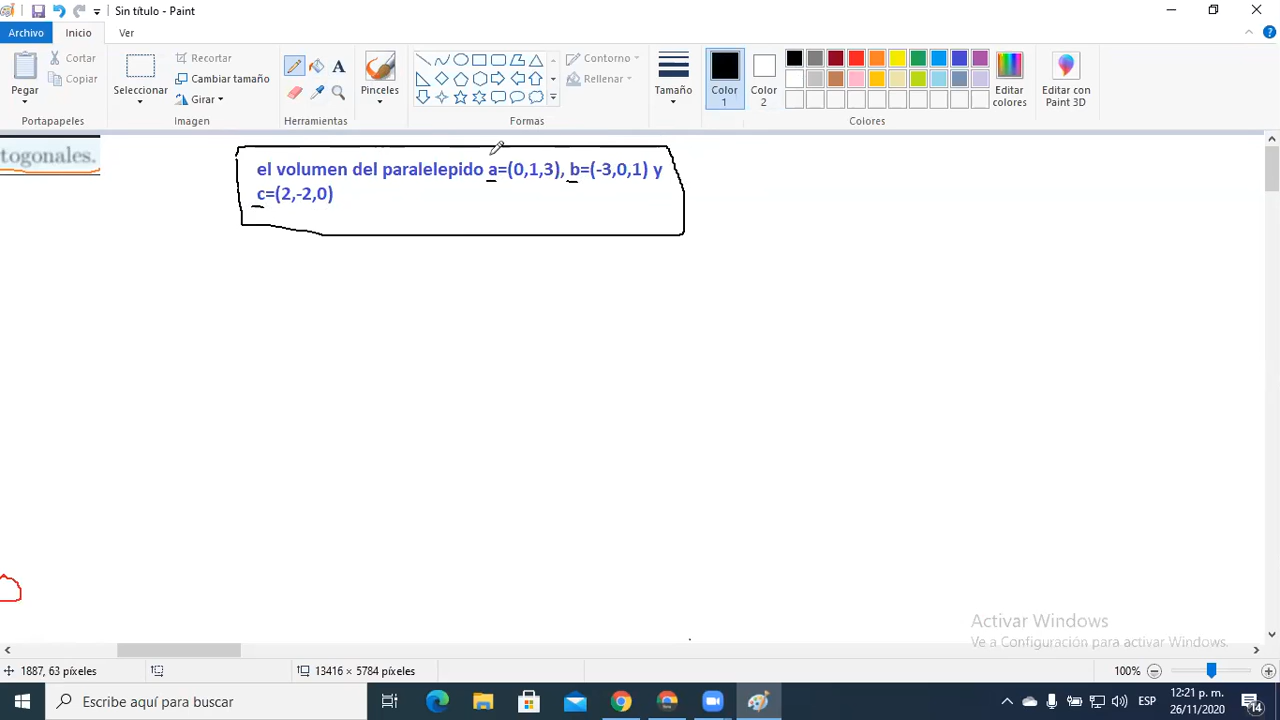 Sin título - Paint
Archivo Inicio Ver
Pegar
Cortar
Copiar
Portapapeles
Seleccionar
Recortar
Cambiar tamaño
Girar
Imagen
A
Herramientas
Pinceles
Contorno
Rellenar
Formas
Tamaño
Color 1
Color 2
Editar colores
Editar con Paint 3D
Colores
togonales.
el volumen del paralelepido a=(0,1,3), b=(-3,0,1) y
c=(2,-2,0)
Activar Windows
Ve a Configuración para activar Windows.
1887, 63 píxeles 13416 × 5784 píxeles 100%
Escribe aquí para buscar
ESP
12:21 p. m.
26/11/2020
14